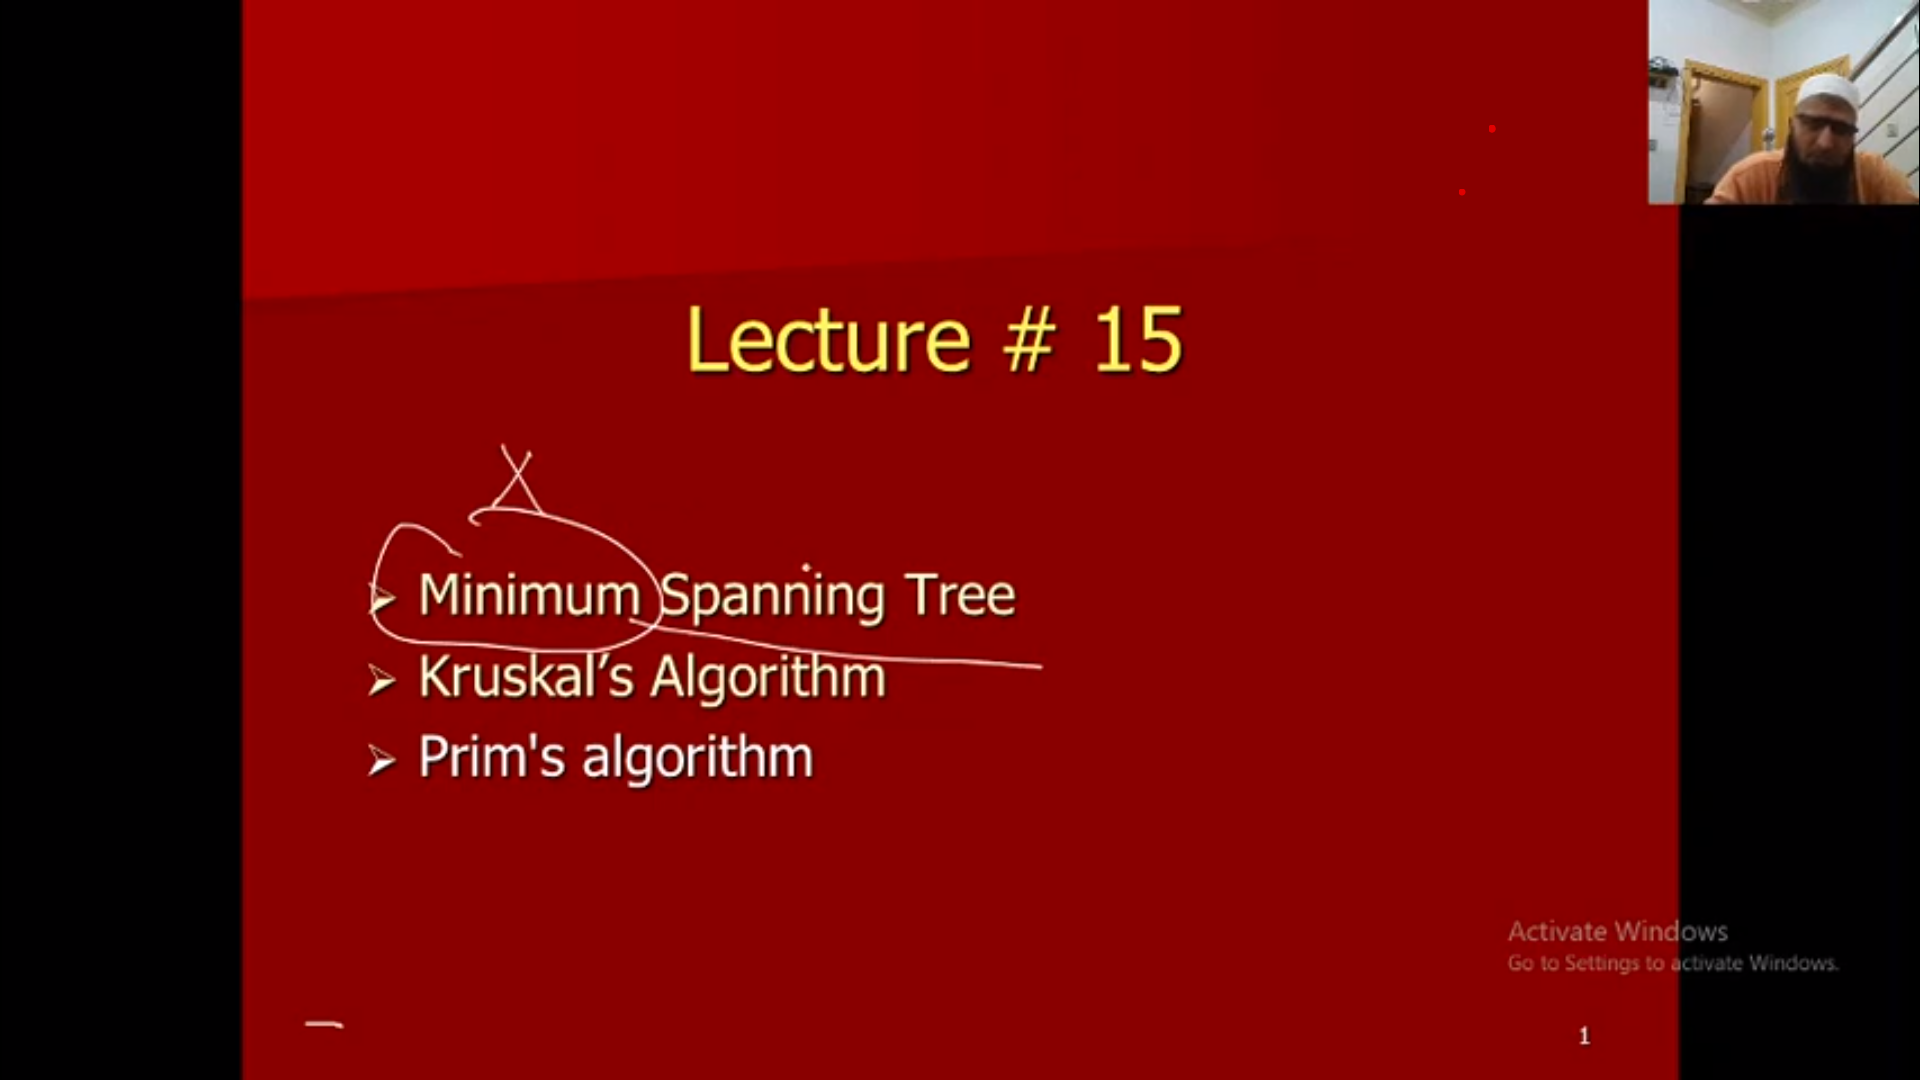 Lecture # 15
➢ Minimum Spanning Tree
➢ Kruskal’s Algorithm
➢ Prim's algorithm
Activate Windows
Go to Settings to activate Windows.
1